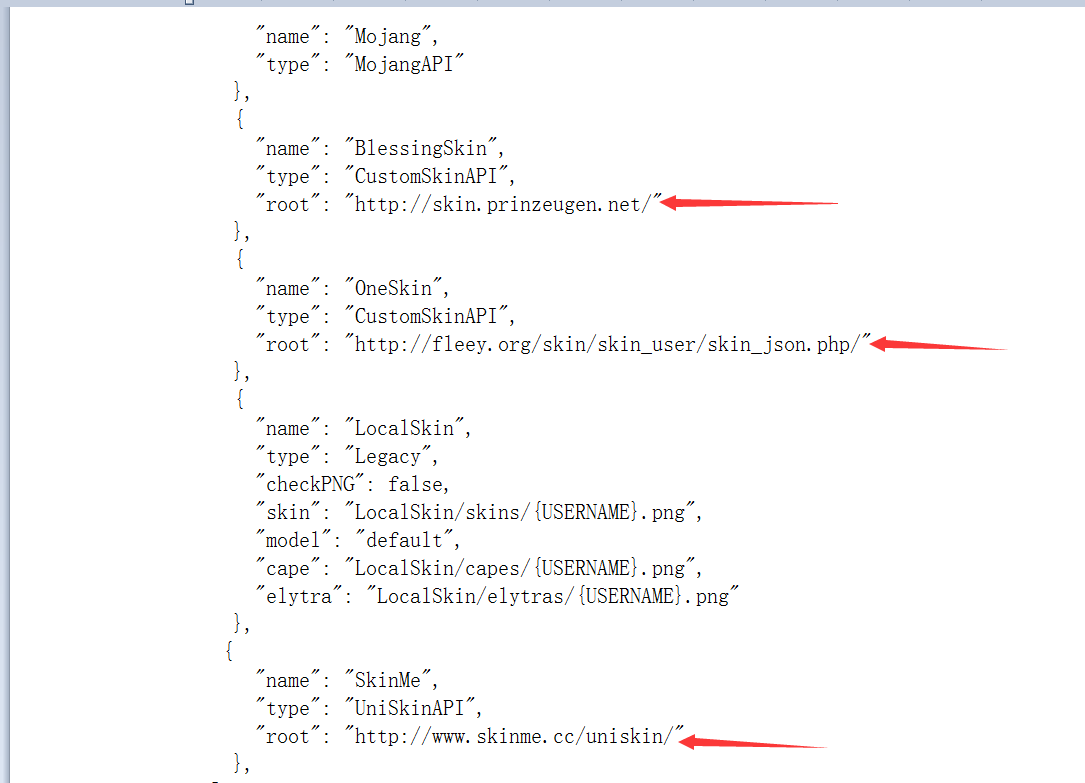 "name": "Mojang",
"type": "MojangAPI"
},
{
"name": "BlessingSkin",
"type": "CustomSkinAPI",
"root": "http://skin.prinzeugen.net/"
},
{
"name": "OneSkin",
"type": "CustomSkinAPI",
"root": "http://fleey.org/skin/skin_user/skin_json.php/"
},
{
"name": "LocalSkin",
"type": "Legacy",
"checkPNG": false,
"skin": "LocalSkin/skins/{USERNAME}.png",
"model": "default",
"cape": "LocalSkin/capes/{USERNAME}.png",
"elytra": "LocalSkin/elytras/{USERNAME}.png"
},
{
"name": "SkinMe",
"type": "UniSkinAPI",
"root": "http://www.skinme.cc/uniskin/"
},